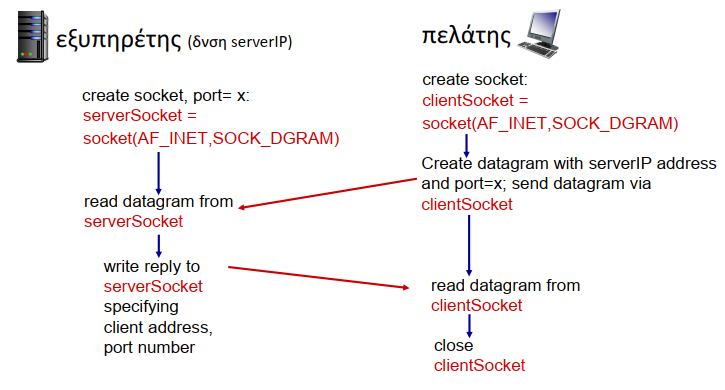 εξυπηρέτης (δνση serverIP)
create socket, port= x:
serverSocket =
socket(AF_INET,SOCK_DGRAM)
read datagram from
serverSocket
write reply to
serverSocket
specifying
client address,
port number
πελάτης
create socket:
clientSocket =
socket(AF_INET,SOCK_DGRAM)
Create datagram with serverIP address
and port=x; send datagram via
clientSocket
read datagram from
clientSocket
close
clientSocket